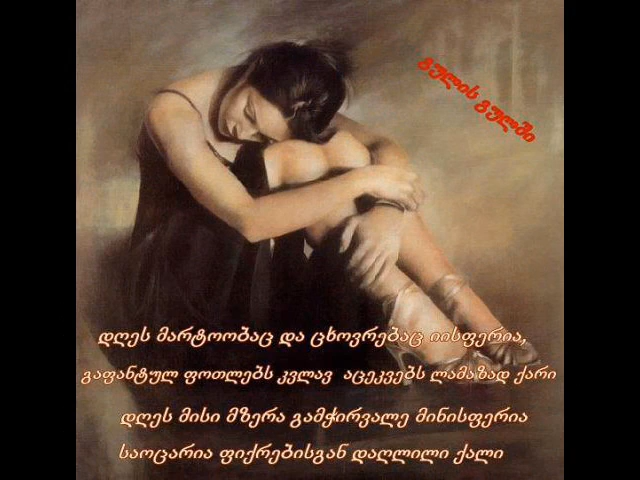 გულის გულში
დღეს მარტოობაც და ცხოვრებაც იისფერია,
გაფანტულ ფოთლებს კვლავ აცეკვებს ლამაზად ქარი
დღეს მისი მზერა გამჭირვალე მინისფერია
საოცარია ფიქრებისგან დაღლილი ქალი